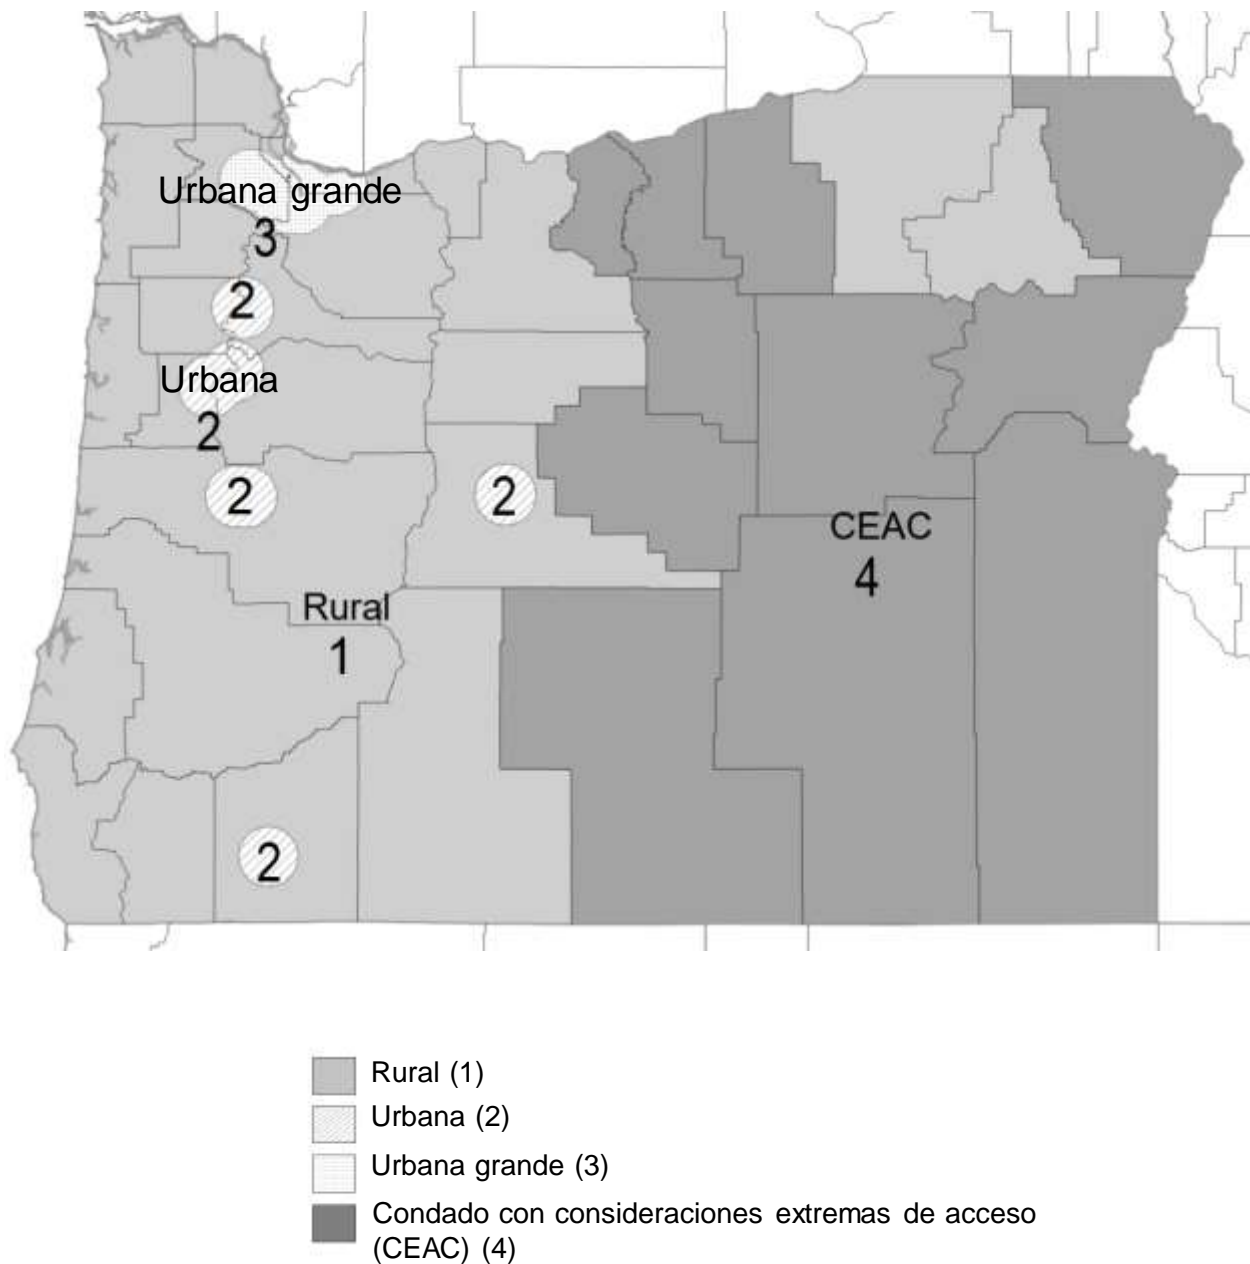 Urbana grande
3
2
Urbana
2
2
2
CEAC
4
Rural
1
2
Rural (1)
Urbana (2)
Urbana grande (3)
Condado con consideraciones extremas de acceso
(CEAC) (4)